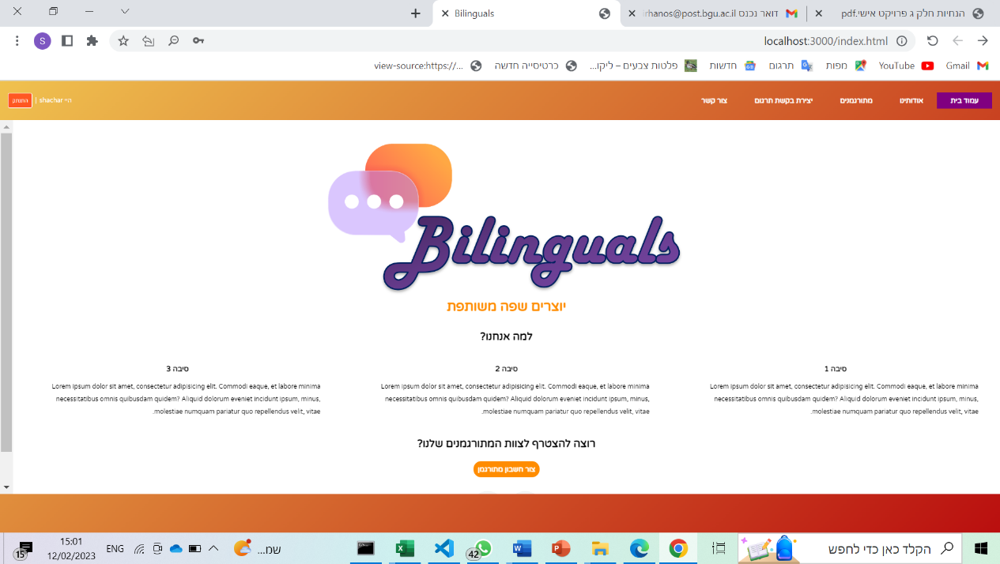 הנחיות חלק ג פרויקט אישי.pdf
דואר נכנס irhanos@post.bgu.ac.il
Bilinguals
localhost:3000/index.html
S
Gmail
YouTube
מפות
תרגום
חדשות
פלטות צבעים – ליקו...
כרטיסייה חדשה
view-source:https://...
עמוד בית
אודותינו
מתורגמנים
יצירת בקשת תרגום
צור קשר
היי shachar |
התנתק
Bilinguals
יוצרים שפה משותפת
למה אנחנו?
סיבה 1
Lorem ipsum dolor sit amet, consectetur adipisicing elit. Commodi eaque, et labore minima
necessitatibus omnis quibusdam quidem? Aliquid dolorum eveniet incidunt ipsum, minus,
.molestiae numquam pariatur quo repellendus velit, vitae
סיבה 2
Lorem ipsum dolor sit amet, consectetur adipisicing elit. Commodi eaque, et labore minima
necessitatibus omnis quibusdam quidem? Aliquid dolorum eveniet incidunt ipsum, minus,
.molestiae numquam pariatur quo repellendus velit, vitae
סיבה 3
Lorem ipsum dolor sit amet, consectetur adipisicing elit. Commodi eaque, et labore minima
necessitatibus omnis quibusdam quidem? Aliquid dolorum eveniet incidunt ipsum, minus,
.molestiae numquam pariatur quo repellendus velit, vitae
רוצה להצטרף לצוות המתורגמנים שלנו?
צור חשבון מתורגמן
הקלד כאן כדי לחפש
42
שמ...
ENG
15:01
12/02/2023
15